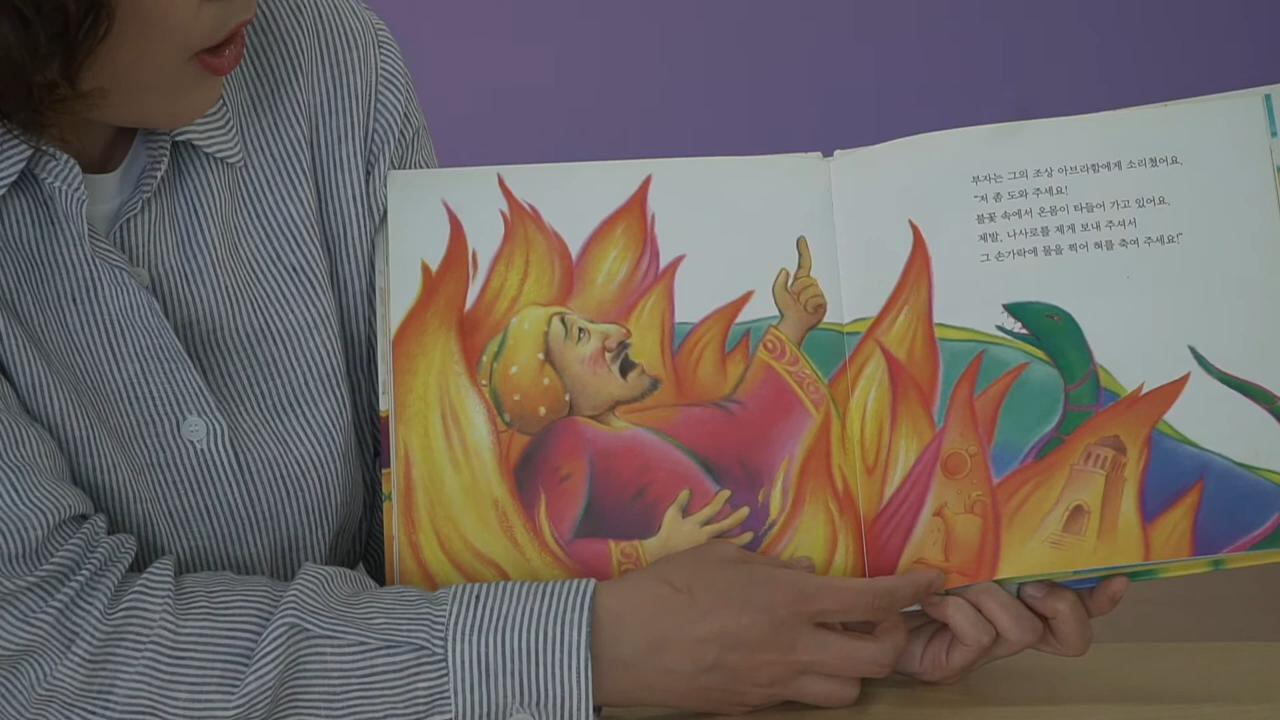 부자는 그의 조상 아브라함에게 소리쳤어요.
"저 좀 도와 주세요!
불꽃 속에서 온몸이 타들어 가고 있어요.
제발, 나사로를 제게 보내 주셔서
그 손가락에 물을 찍어 혀를 축여 주세요!"